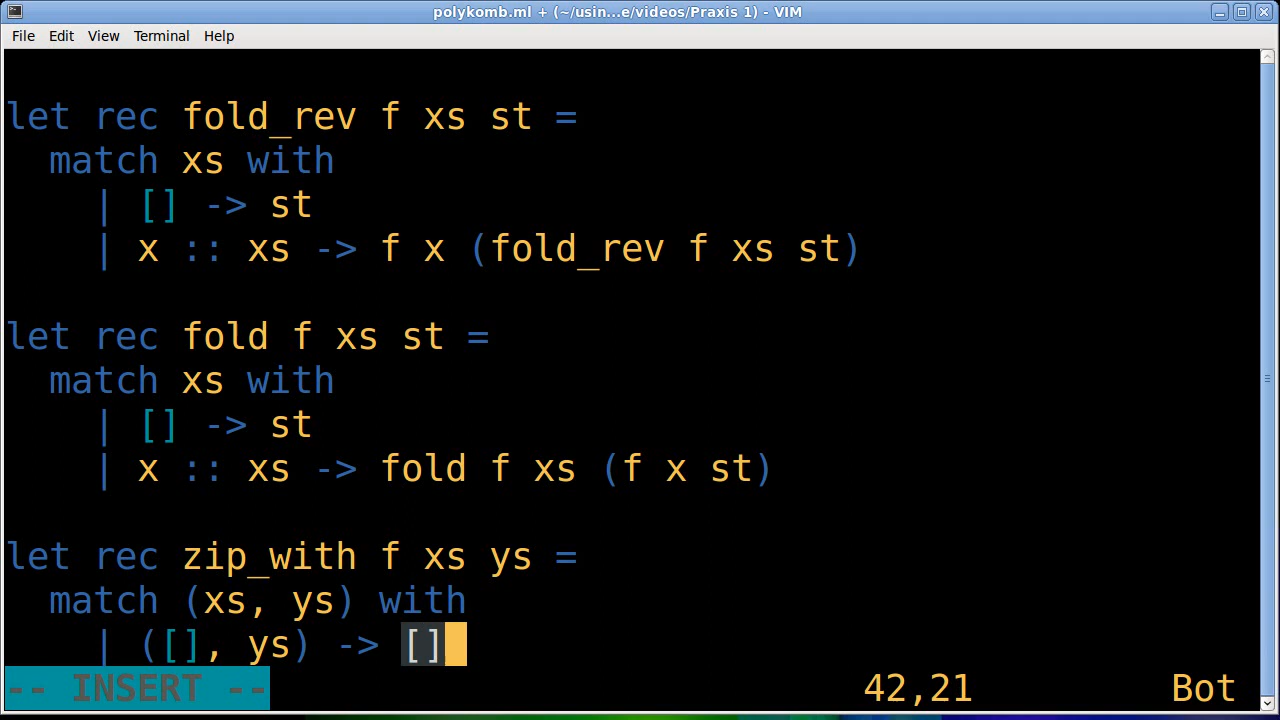 polykomb.ml + (~/usin...e/videos/Praxis 1) - VIM
File Edit View Terminal Help
let rec fold_rev f xs st =
  match xs with
    | [] -> st
    | x :: xs -> f x (fold_rev f xs st)
let rec fold f xs st =
  match xs with
    | [] -> st
    | x :: xs -> fold f xs (f x st)
let rec zip_with f xs ys =
  match (xs, ys) with
    | ([], ys) -> []
-- INSERT -- 42,21 Bot